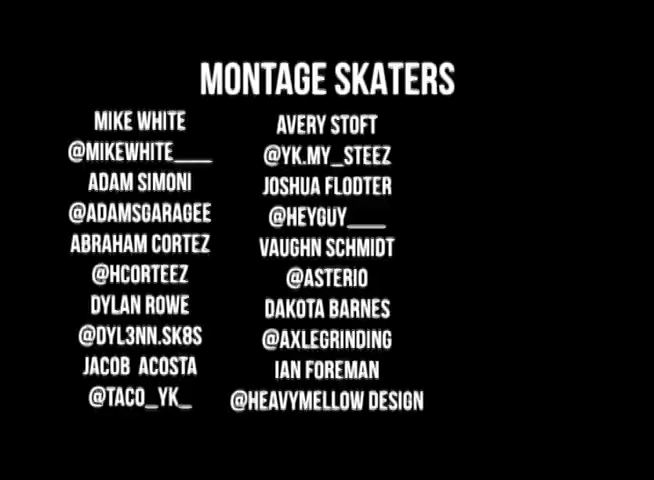 MONTAGE SKATERS
MIKE WHITE
@MIKEWHITE____
ADAM SIMONI
@ADAMSGARAGEE
ABRAHAM CORTEZ
@HCORTEEZ
DYLAN ROWE
@DYL3NN.SK8S
JACOB ACOSTA
@TACO_YK_
AVERY STOFT
@YK.MY_STEEZ
JOSHUA FLODTER
@HEYGUY____
VAUGHN SCHMIDT
@ASTERIO
DAKOTA BARNES
@AXLEGRINDING
IAN FOREMAN
@HEAVYMELLOW DESIGN